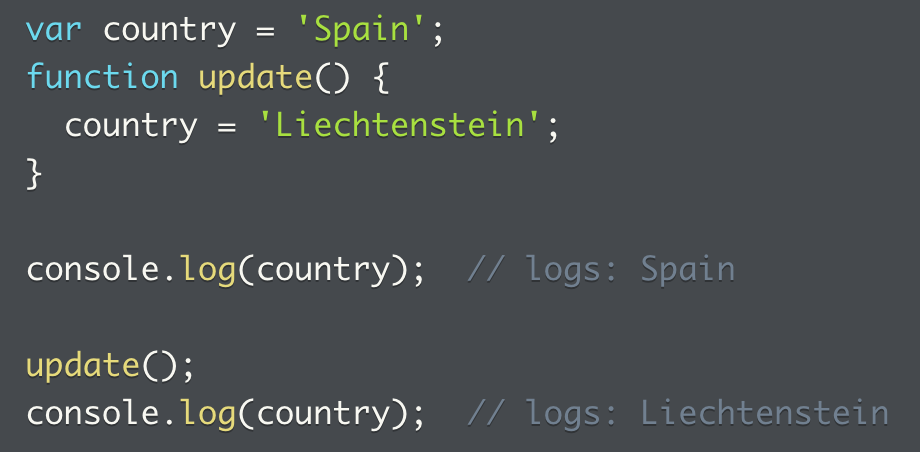 var country = 'Spain';
function update() {
  country = 'Liechtenstein';
}
console.log(country);  // logs: Spain
update();
console.log(country);  // logs: Liechtenstein